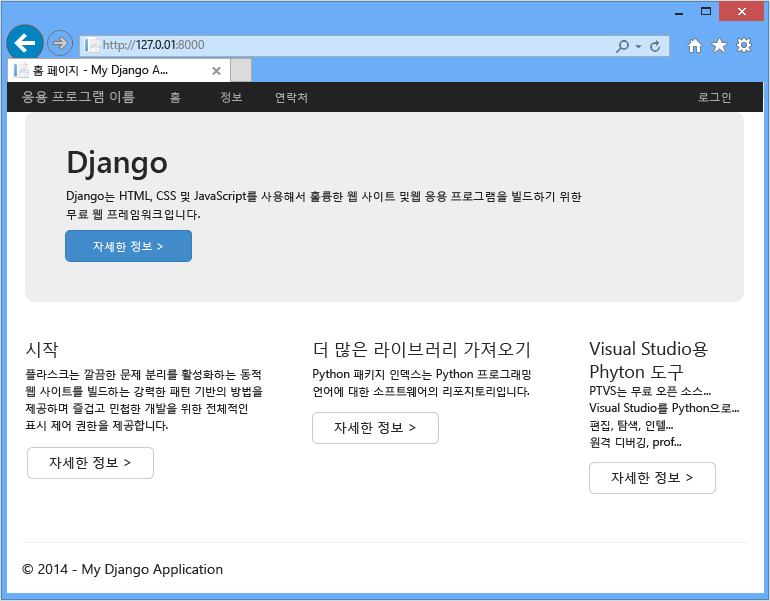 http://127.0.01:8000
홈 페이지 - My Django A...
응용 프로그램 이름 홈 정보 연락처 로그인
Django
Django는 HTML, CSS 및 JavaScript를 사용해서 훌륭한 웹 사이트 및웹 응용 프로그램을 빌드하기 위한
무료 웹 프레임워크입니다.
자세한 정보 >
시작
플라스크는 깔끔한 문제 분리를 활성화하는 동적
웹 사이트를 빌드하는 강력한 패턴 기반의 방법을
제공하며 즐겁고 민첩한 개발을 위한 전체적인
표시 제어 권한을 제공합니다.
자세한 정보 >
더 많은 라이브러리 가져오기
Python 패키지 인덱스는 Python 프로그래밍
언어에 대한 소프트웨어의 리포지토리입니다.
자세한 정보 >
Visual Studio용
Phyton 도구
PTVS는 무료 오픈 소스...
Visual Studio를 Python으로...
편집, 탐색, 인텔...
원격 디버깅, prof...
자세한 정보 >
© 2014 - My Django Application